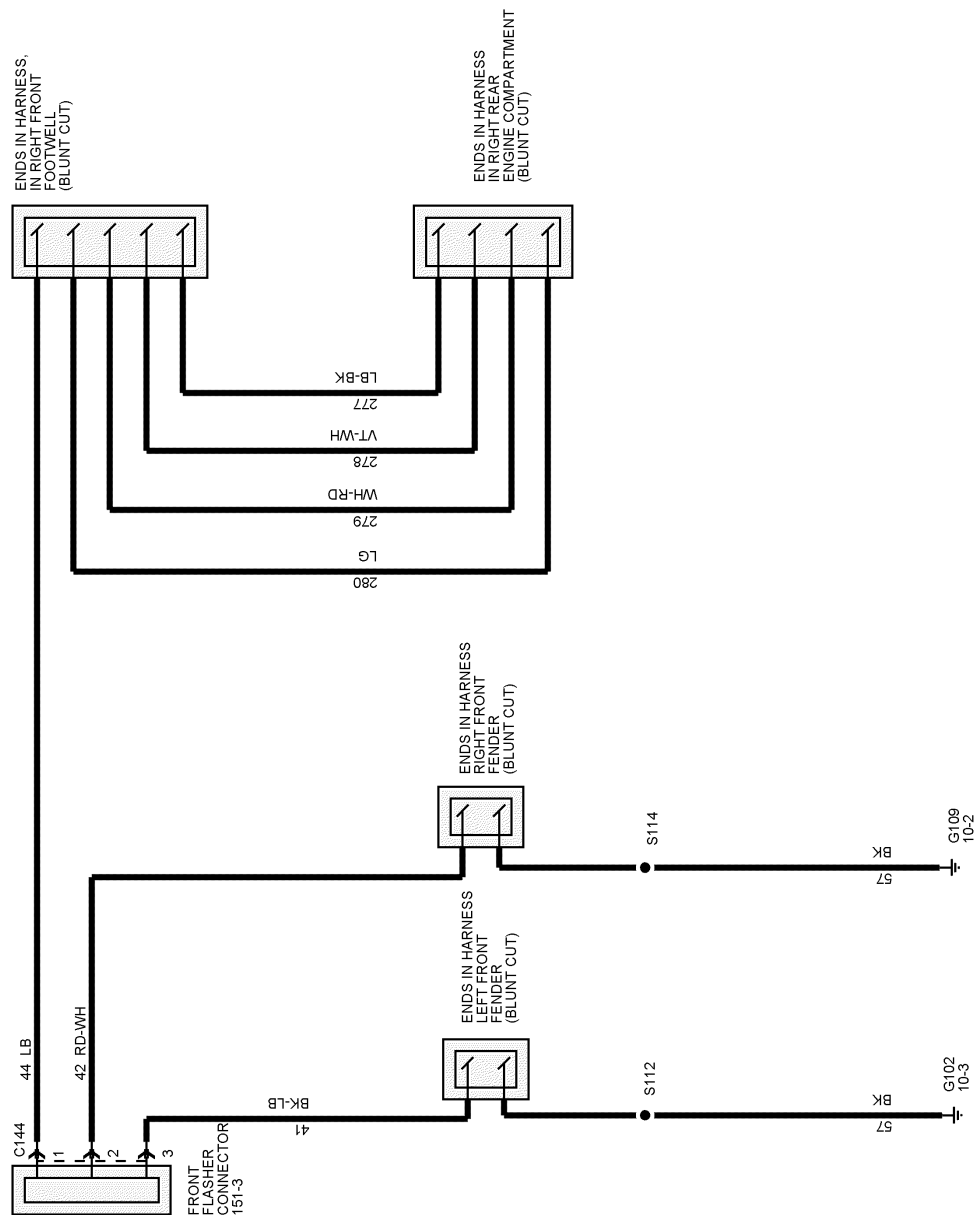 ENDS IN HARNESS,
IN RIGHT FRONT
FOOTWELL
(BLUNT CUT)
ENDS IN HARNESS
IN RIGHT REAR
ENGINE COMPARTMENT
(BLUNT CUT)
LB-BK
277
VT-WH
278
WH-RD
279
LG
280
ENDS IN HARNESS
RIGHT FRONT
FENDER
(BLUNT CUT)
S114
BK
57
G109
10-2
ENDS IN HARNESS
LEFT FRONT
FENDER
(BLUNT CUT)
S112
BK
57
G102
10-3
44 LB
42 RD-WH
BK-LB
41
C144
1
2
3
FRONT
FLASHER
CONNECTOR
151-3